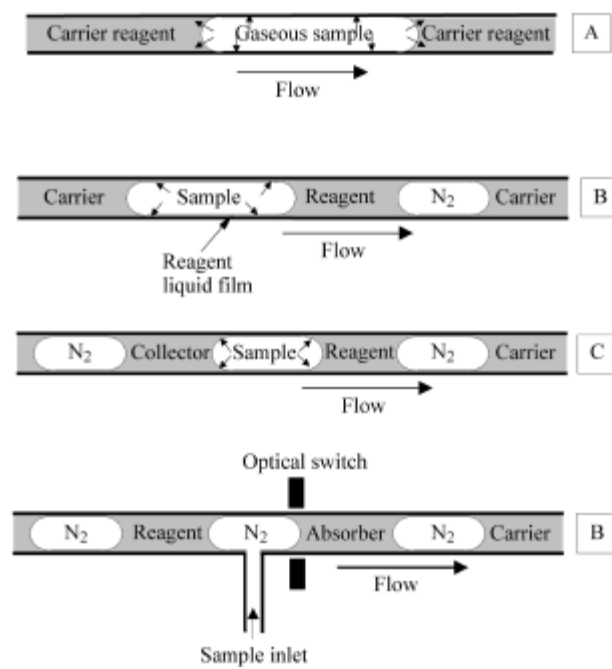 Carrier reagent Gaseous sample Carrier reagent A
Flow
Carrier Sample Reagent N₂ Carrier B
Flow
Reagent
liquid film
N₂ Collector Sample Reagent N₂ Carrier C
Flow
Optical switch
N₂ Reagent N₂ Absorber N₂ Carrier B
Flow
Sample inlet